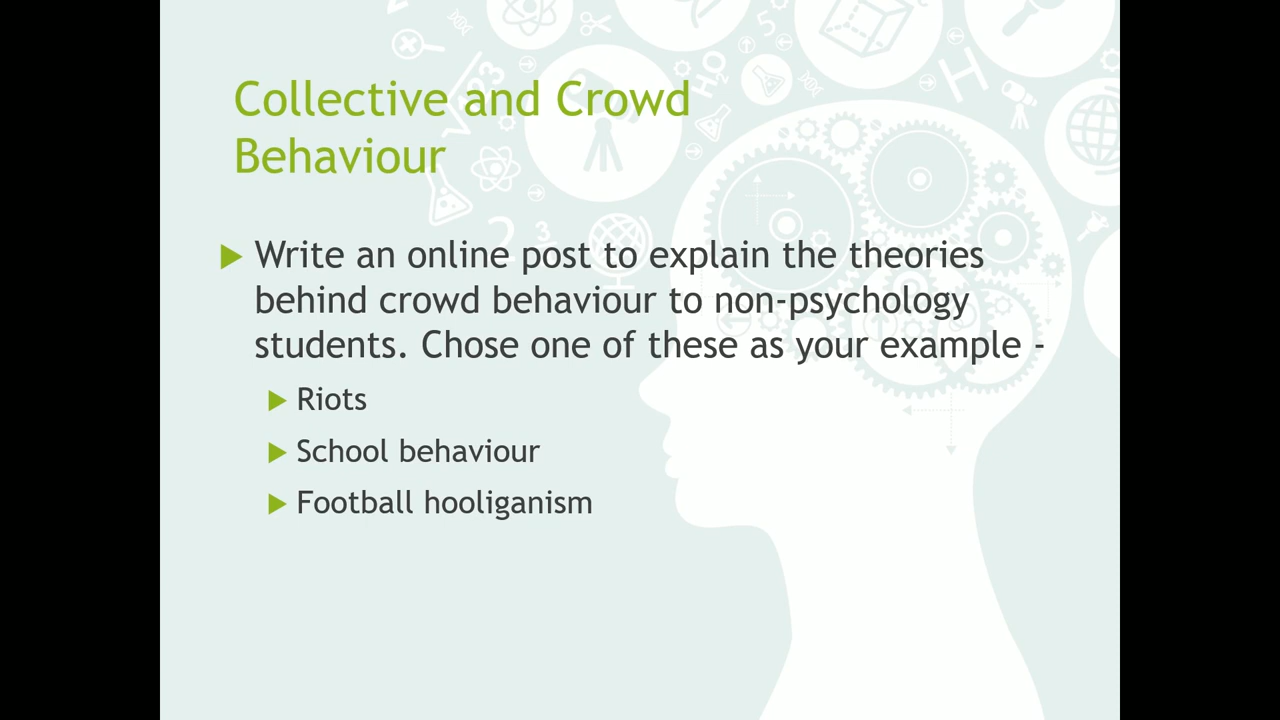 Collective and Crowd
Behaviour
Write an online post to explain the theories
behind crowd behaviour to non-psychology
students. Chose one of these as your example -
Riots
School behaviour
Football hooliganism